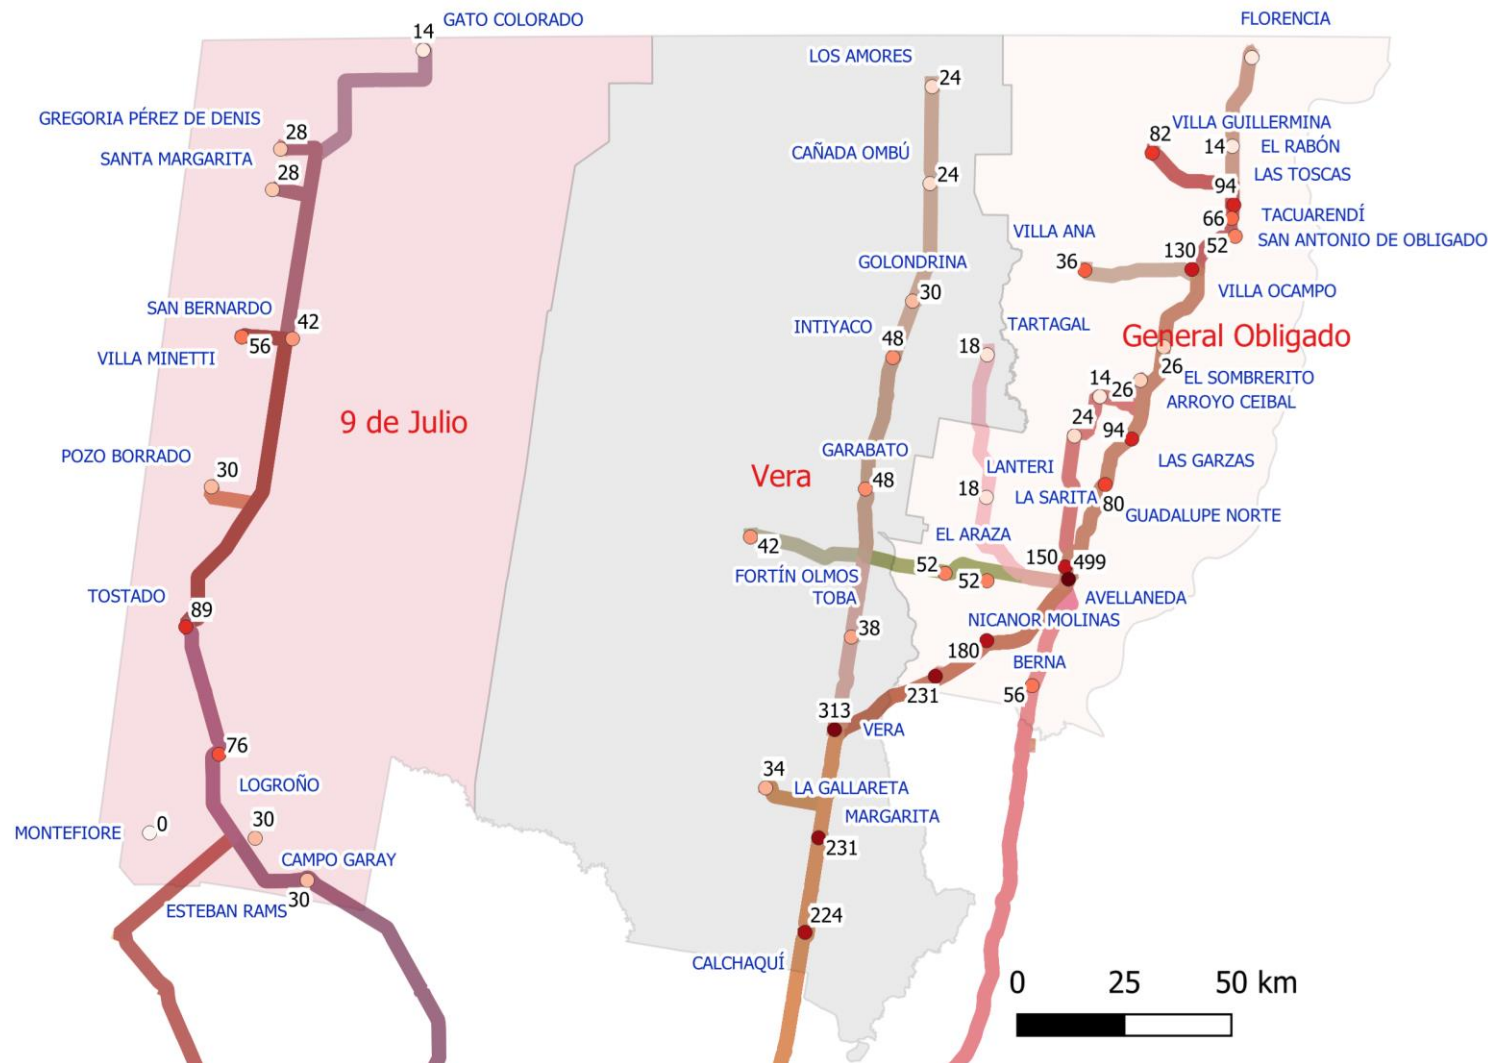 GATO COLORADO
14
GREGORIA PÉREZ DE DENIS
28
SANTA MARGARITA
28
SAN BERNARDO
42
56
VILLA MINETTI
9 de Julio
POZO BORRADO
30
TOSTADO
89
76
LOGROÑO
MONTEFIORE
0
30
CAMPO GARAY
30
ESTEBAN RAMS
LOS AMORES
24
CAÑADA OMBÚ
24
GOLONDRINA
30
INTIYACO
48
GARABATO
48
Vera
42
FORTÍN OLMOS
TOBA
38
313
VERA
34
LA GALLARETA
MARGARITA
231
224
CALCHAQUÍ
FLORENCIA
VILLA GUILLERMINA
82
14
EL RABÓN
LAS TOSCAS
94
66
TACUARENDÍ
SAN ANTONIO DE OBLIGADO
52
VILLA ANA
36
130
VILLA OCAMPO
TARTAGAL
18
General Obligado
26
EL SOMBRERITO
14
26
ARROYO CEIBAL
24
94
LAS GARZAS
LANTERI
18
LA SARITA
80
GUADALUPE NORTE
EL ARAZA
52
52
150
499
AVELLANEDA
NICANOR MOLINAS
180
BERNA
56
231
0 25 50 km